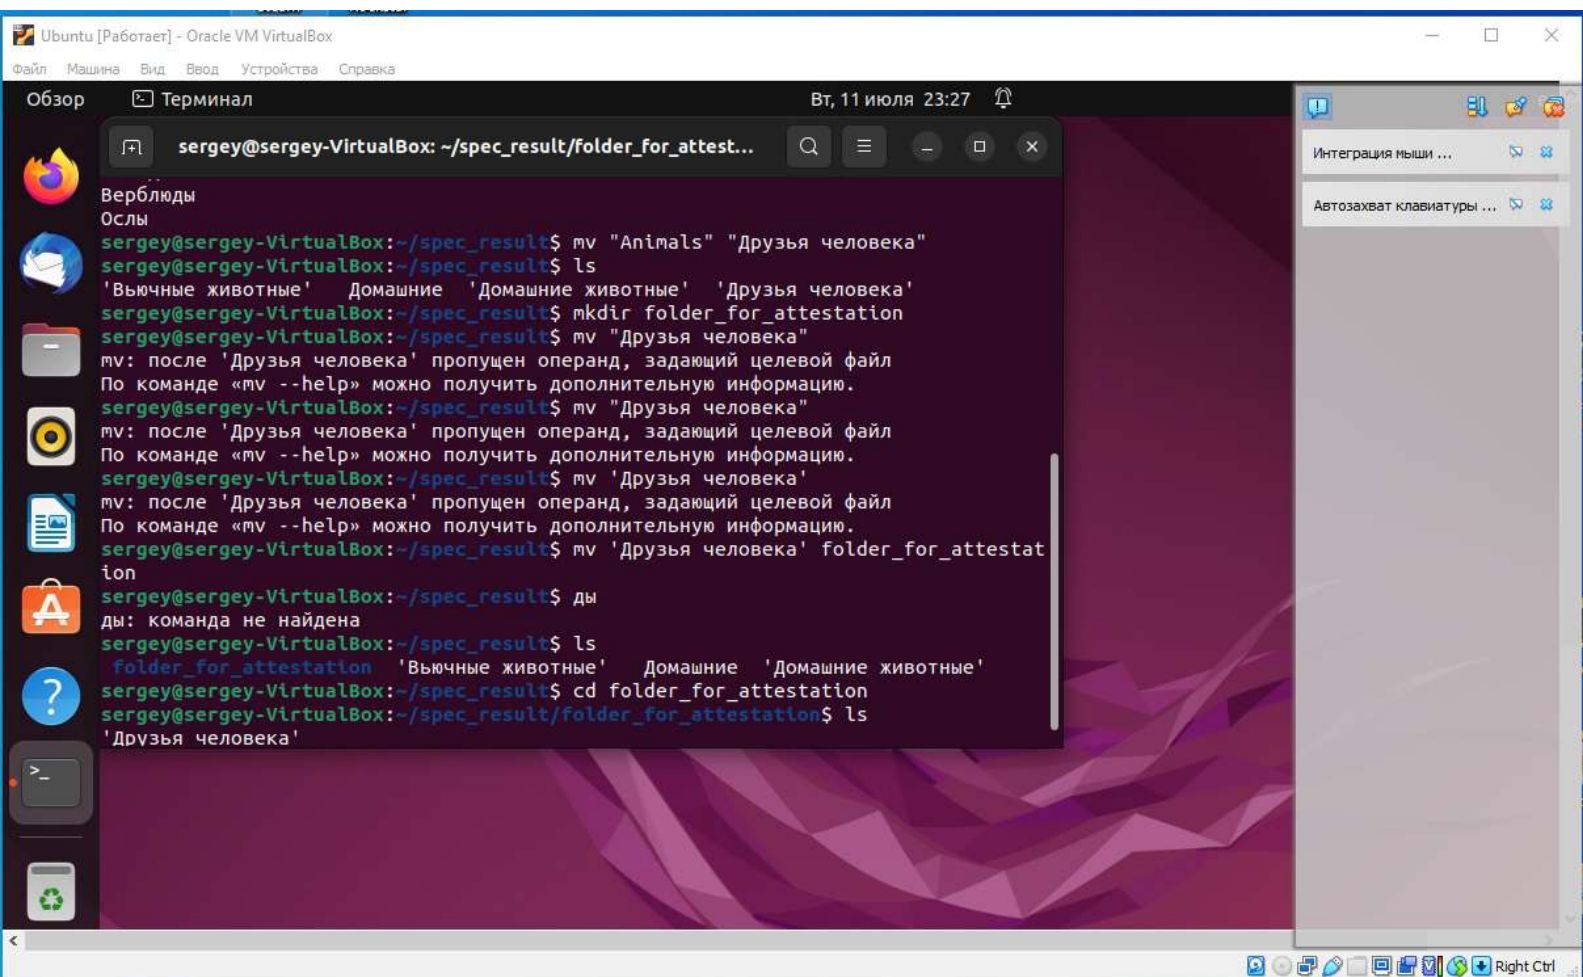 Ubuntu [Работает] - Oracle VM VirtualBox
Файл Машина Вид Ввод Устройства Справка
Обзор Терминал Вт, 11 июля 23:27
sergey@sergey-VirtualBox: ~/spec_result/folder_for_attest...
Интеграция мыши ...
Автозахват клавиатуры ...
Верблюды
Ослы
sergey@sergey-VirtualBox:~/spec_result$ mv "Animals" "Друзья человека"
sergey@sergey-VirtualBox:~/spec_result$ ls
'Вьючные животные' Домашние 'Домашние животные' 'Друзья человека'
sergey@sergey-VirtualBox:~/spec_result$ mkdir folder_for_attestation
sergey@sergey-VirtualBox:~/spec_result$ mv "Друзья человека"
mv: после 'Друзья человека' пропущен операнд, задающий целевой файл
По команде «mv --help» можно получить дополнительную информацию.
sergey@sergey-VirtualBox:~/spec_result$ mv "Друзья человека"
mv: после 'Друзья человека' пропущен операнд, задающий целевой файл
По команде «mv --help» можно получить дополнительную информацию.
sergey@sergey-VirtualBox:~/spec_result$ mv 'Друзья человека'
mv: после 'Друзья человека' пропущен операнд, задающий целевой файл
По команде «mv --help» можно получить дополнительную информацию.
sergey@sergey-VirtualBox:~/spec_result$ mv 'Друзья человека' folder_for_attestat
ion
sergey@sergey-VirtualBox:~/spec_result$ ды
ды: команда не найдена
sergey@sergey-VirtualBox:~/spec_result$ ls
folder_for_attestation 'Вьючные животные' Домашние 'Домашние животные'
sergey@sergey-VirtualBox:~/spec_result$ cd folder_for_attestation
sergey@sergey-VirtualBox:~/spec_result/folder_for_attestation$ ls
'Друзья человека'
Right Ctrl